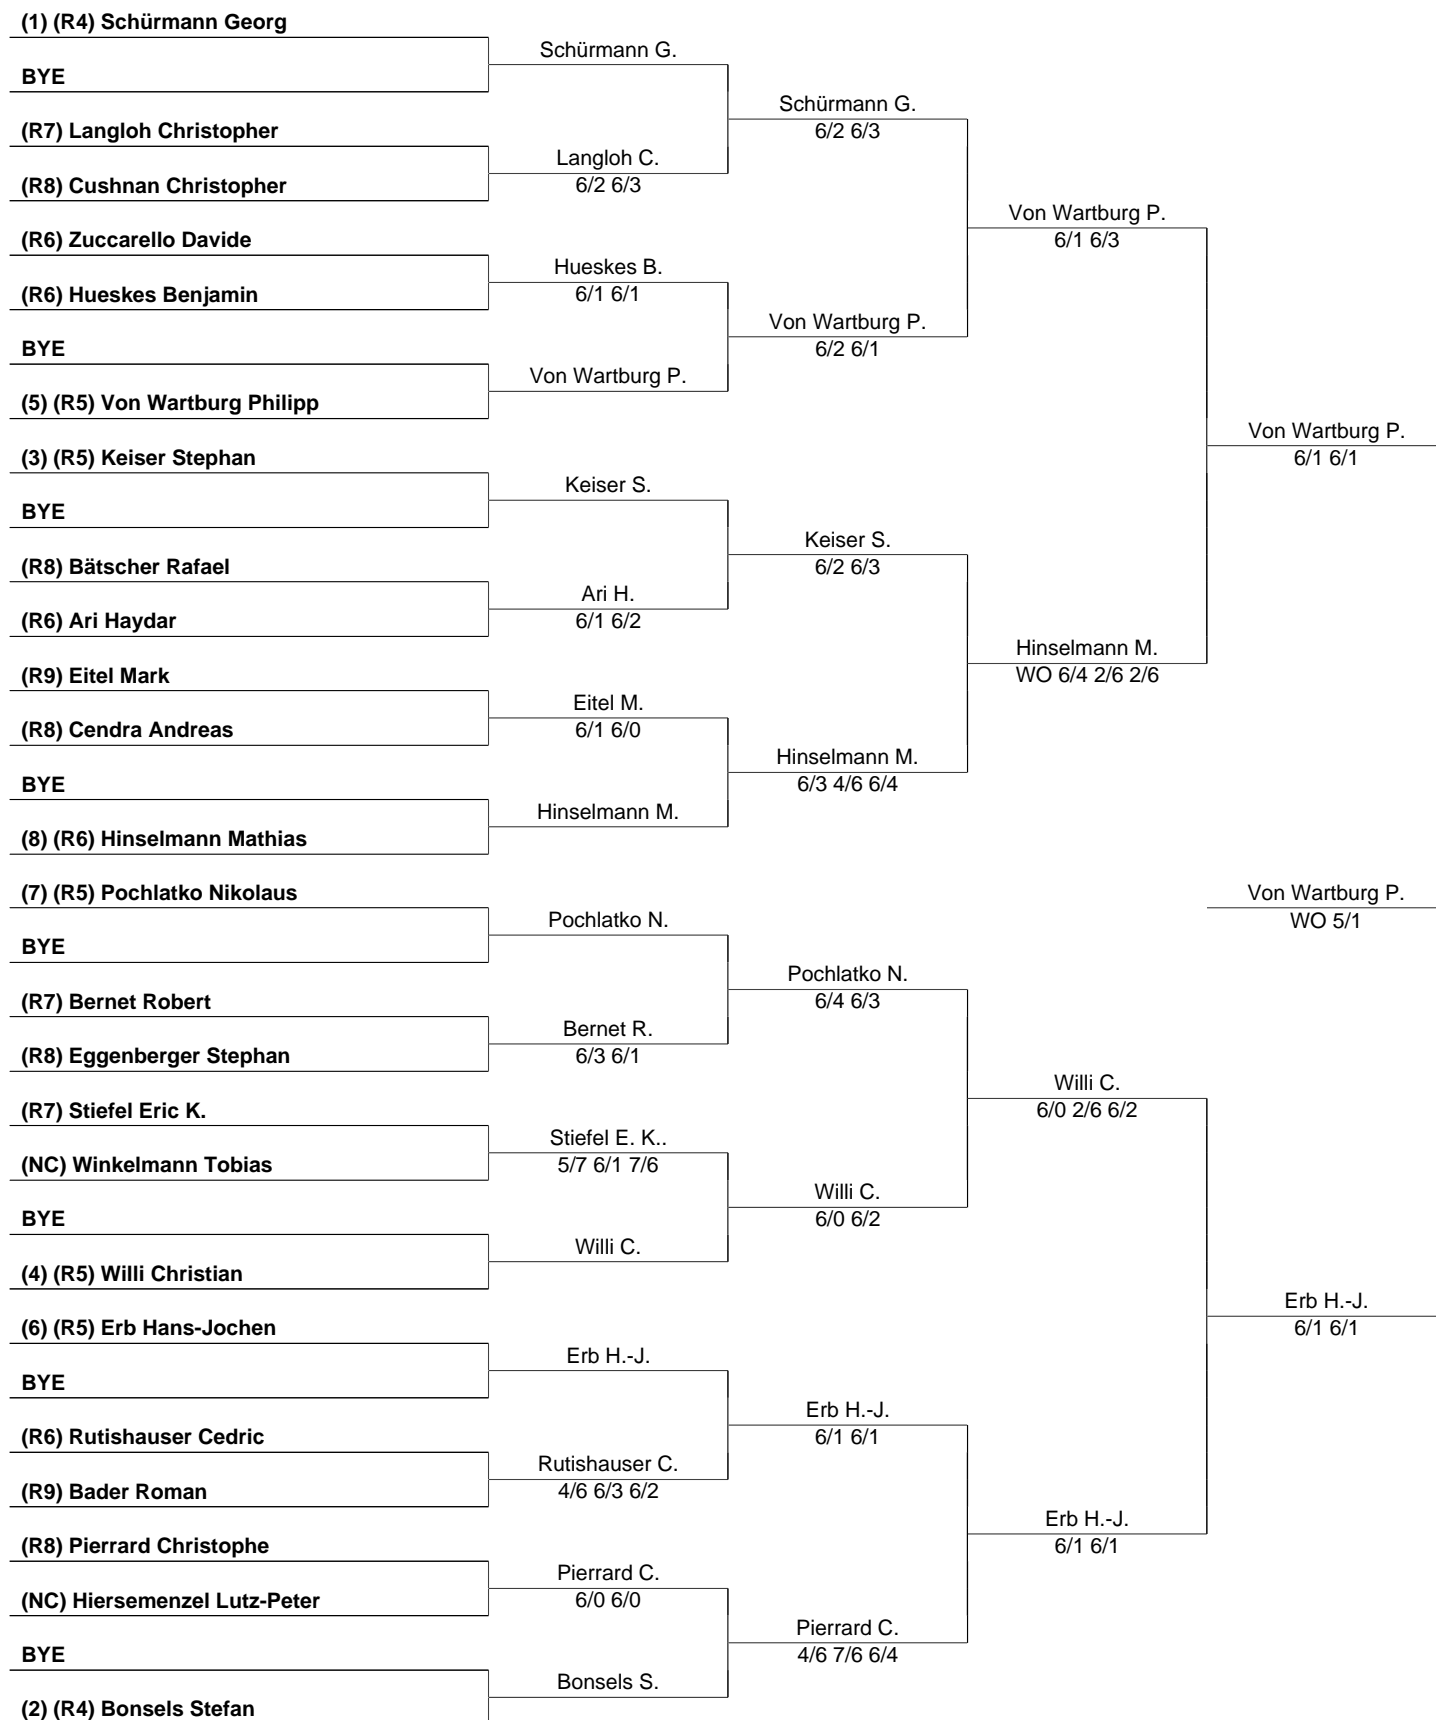 (1) (R4) Schürmann Georg
Schürmann G.
BYE
Schürmann G.
6/2 6/3
(R7) Langloh Christopher
Langloh C.
6/2 6/3
(R8) Cushnan Christopher
Von Wartburg P.
6/1 6/3
(R6) Zuccarello Davide
Hueskes B.
6/1 6/1
(R6) Hueskes Benjamin
Von Wartburg P.
6/2 6/1
BYE
Von Wartburg P.
(5) (R5) Von Wartburg Philipp
Von Wartburg P.
6/1 6/1
(3) (R5) Keiser Stephan
Keiser S.
BYE
Keiser S.
6/2 6/3
(R8) Bätscher Rafael
Ari H.
6/1 6/2
(R6) Ari Haydar
Hinselmann M.
WO 6/4 2/6 2/6
(R9) Eitel Mark
Eitel M.
6/1 6/0
(R8) Cendra Andreas
Hinselmann M.
6/3 4/6 6/4
BYE
Hinselmann M.
(8) (R6) Hinselmann Mathias
(7) (R5) Pochlatko Nikolaus
Von Wartburg P.
WO 5/1
Pochlatko N.
BYE
Pochlatko N.
6/4 6/3
(R7) Bernet Robert
Bernet R.
6/3 6/1
(R8) Eggenberger Stephan
Willi C.
6/0 2/6 6/2
(R7) Stiefel Eric K.
Stiefel E. K..
5/7 6/1 7/6
(NC) Winkelmann Tobias
Willi C.
6/0 6/2
BYE
Willi C.
(4) (R5) Willi Christian
Erb H.-J.
6/1 6/1
(6) (R5) Erb Hans-Jochen
Erb H.-J.
BYE
Erb H.-J.
6/1 6/1
(R6) Rutishauser Cedric
Rutishauser C.
4/6 6/3 6/2
(R9) Bader Roman
Erb H.-J.
6/1 6/1
(R8) Pierrard Christophe
Pierrard C.
6/0 6/0
(NC) Hiersemenzel Lutz-Peter
Pierrard C.
4/6 7/6 6/4
BYE
Bonsels S.
(2) (R4) Bonsels Stefan